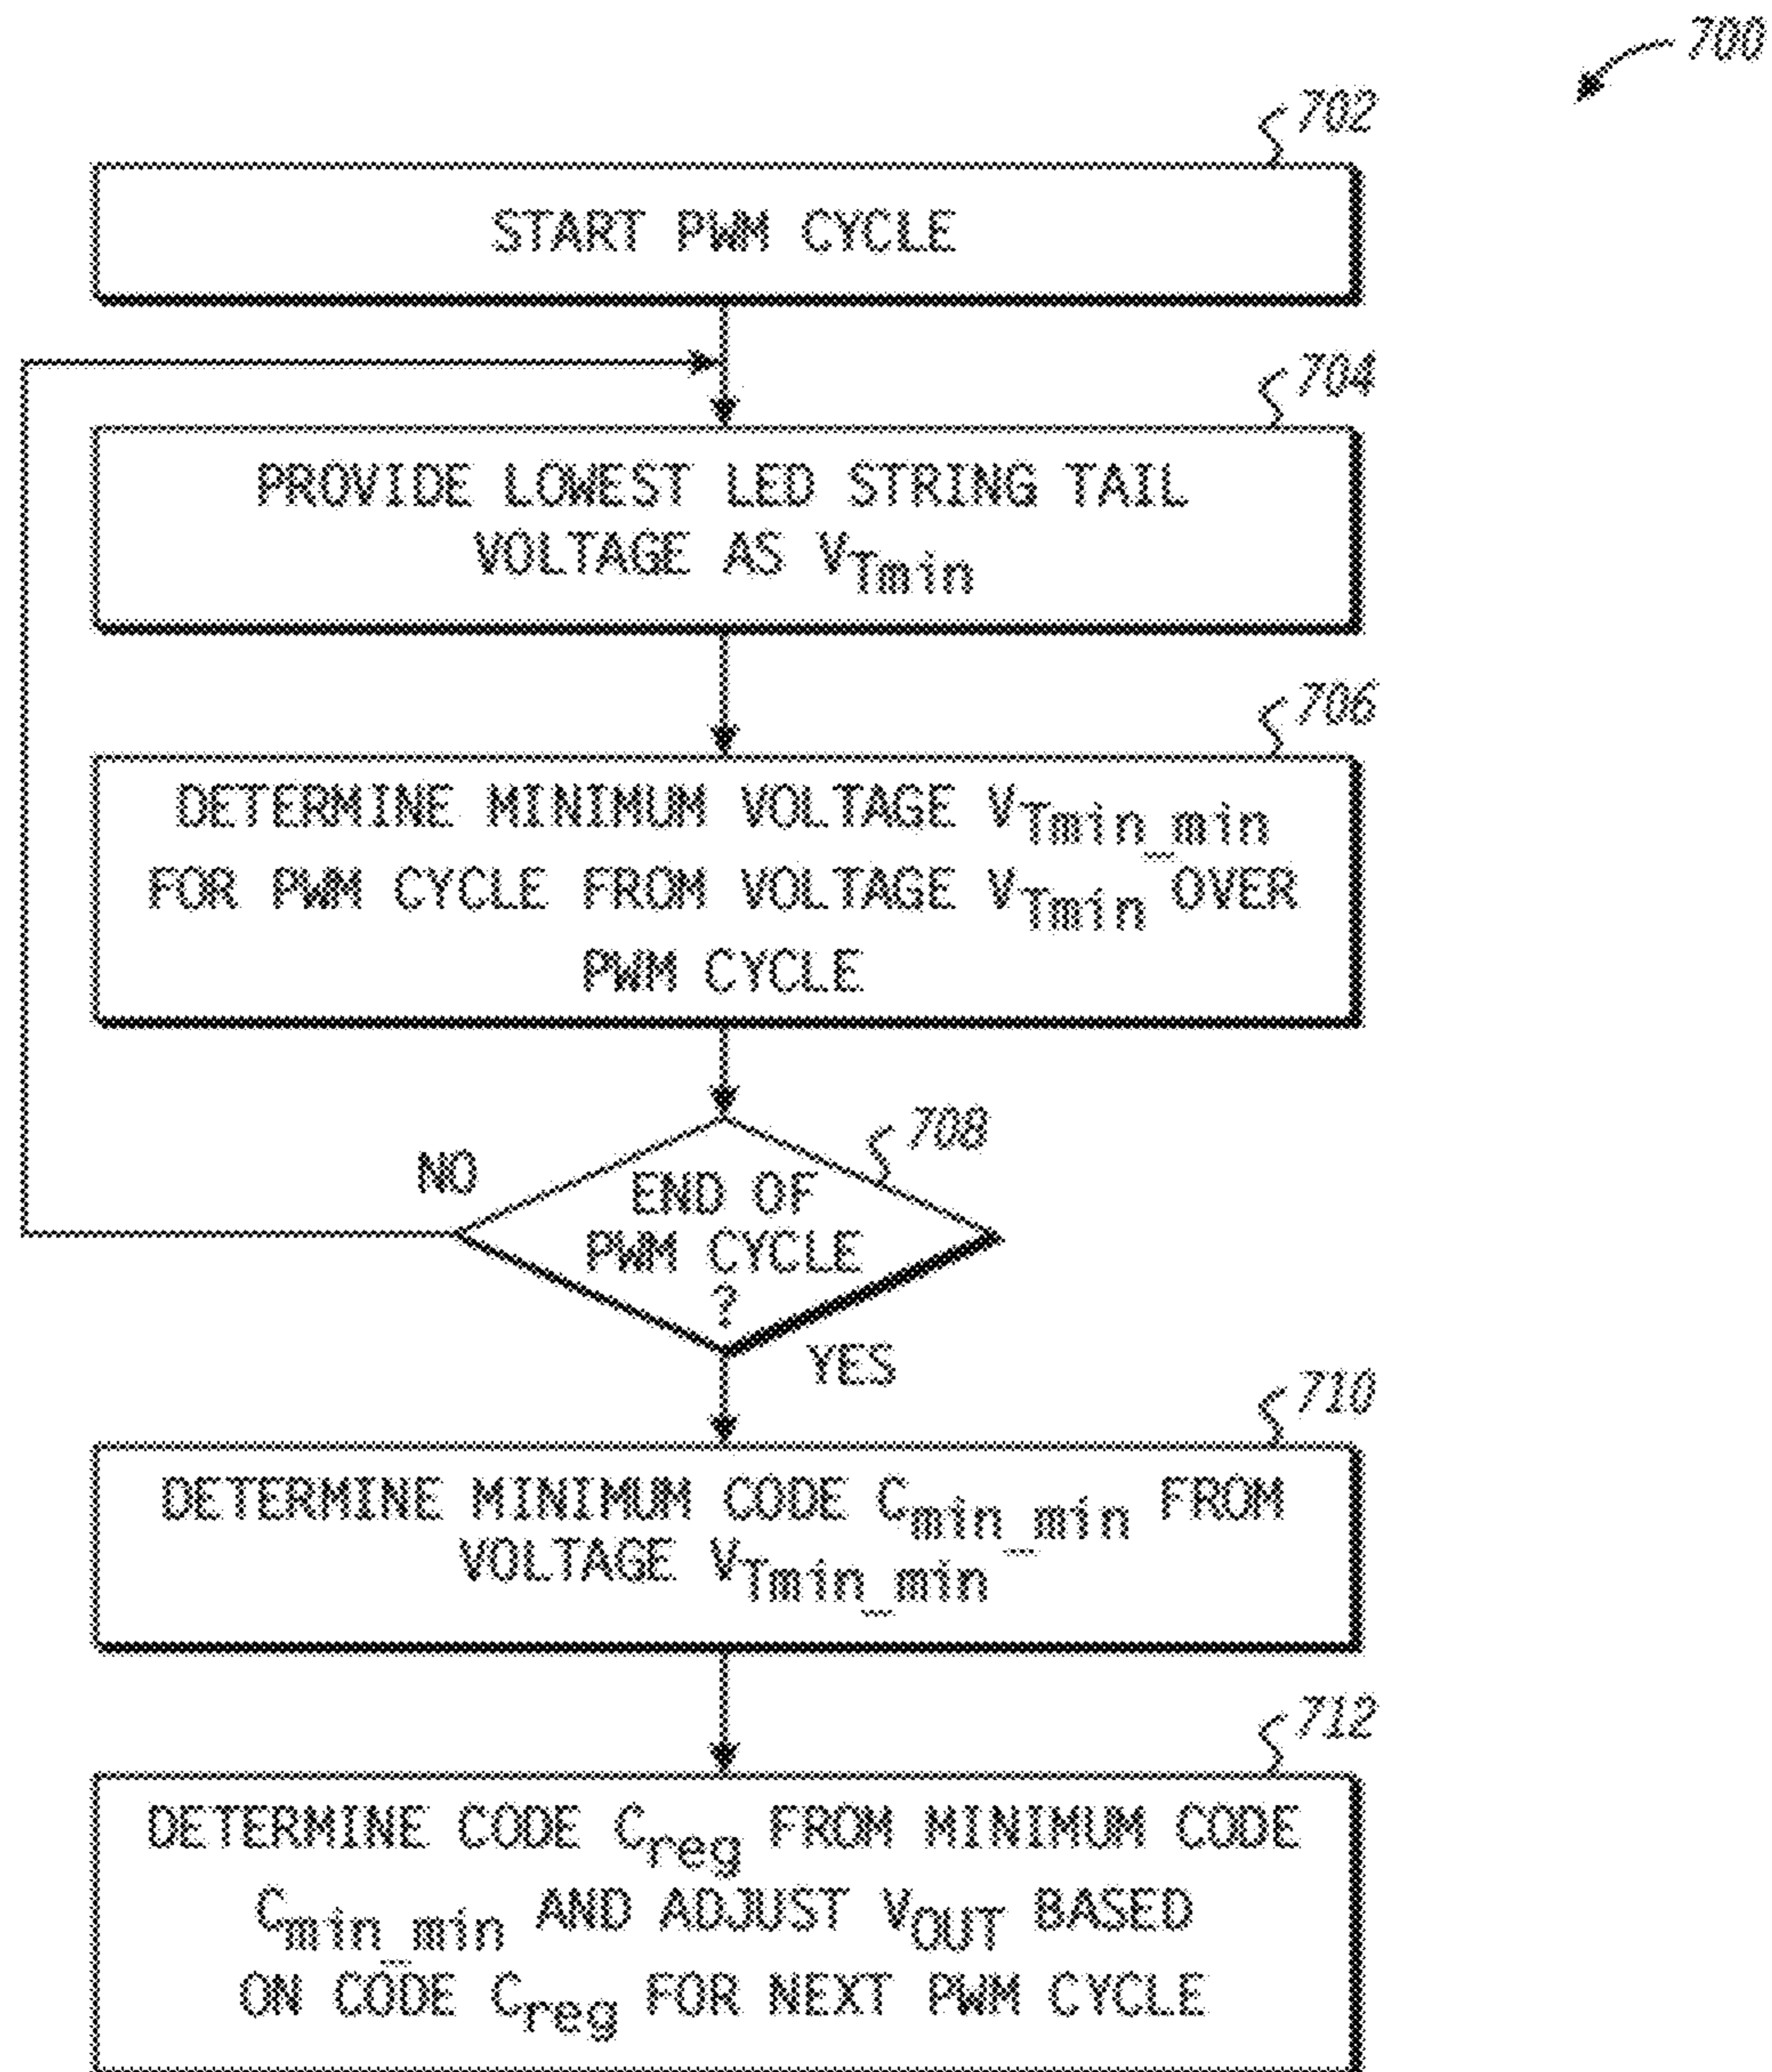 700
702
START PWM CYCLE
704
PROVIDE LOWEST LED STRING TAIL
VOLTAGE AS VTmin
706
DETERMINE MINIMUM VOLTAGE VTmin_min
FOR PWM CYCLE FROM VOLTAGE VTmin OVER
PWM CYCLE
708
NO
END OF
PWM CYCLE
?
YES
710
DETERMINE MINIMUM CODE Cmin_min FROM
VOLTAGE VTmin_min
712
DETERMINE CODE Creg FROM MINIMUM CODE
Cmin_min AND ADJUST VOUT BASED
ON CODE Creg FOR NEXT PWM CYCLE